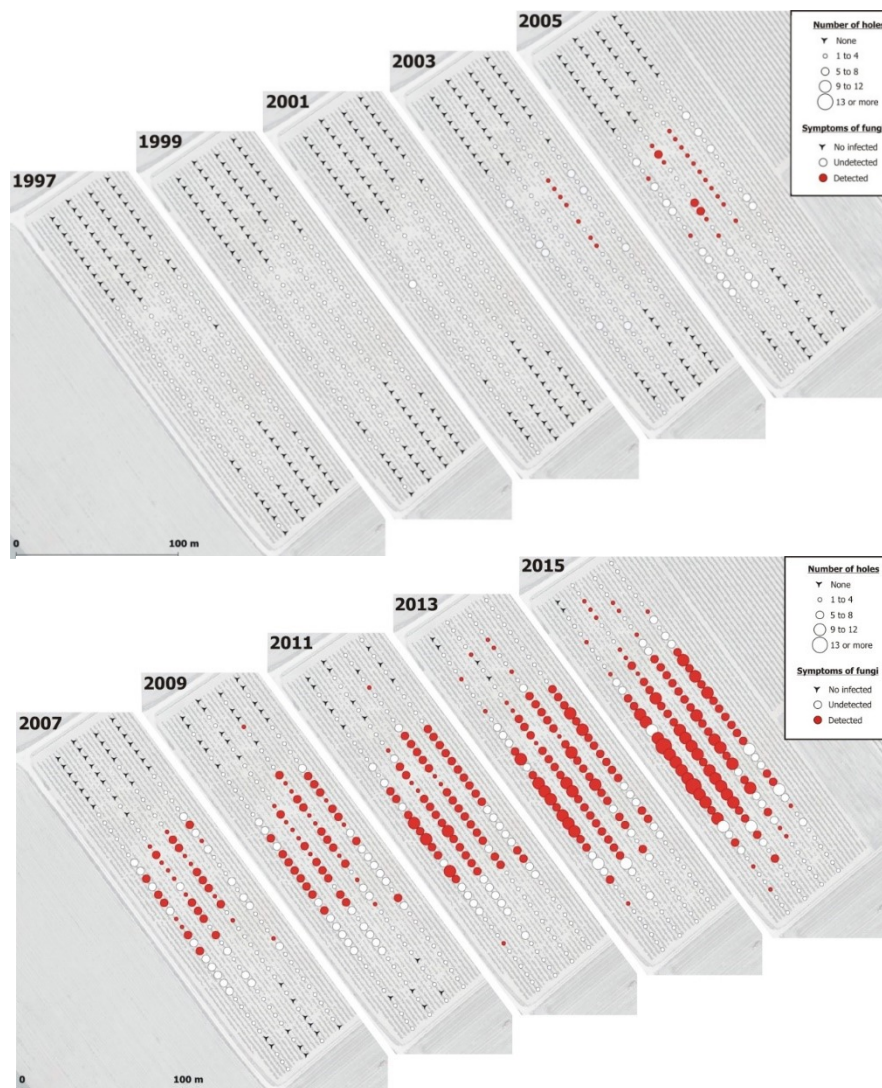 2005
2003
2001
1999
1997
Number of holes
None
1 to 4
5 to 8
9 to 12
13 or more
Symptoms of fungi
No infected
Undetected
Detected
0 100 m
2015
2013
2011
2009
2007
Number of holes
None
1 to 4
5 to 8
9 to 12
13 or more
Symptoms of fungi
No infected
Undetected
Detected
0 100 m